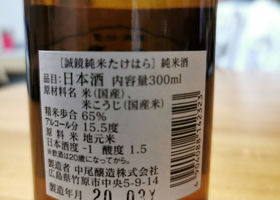 [誠鏡純米たけはら] 純米酒
品目:日本酒 内容量300ml
原材料名 米(国産)、
米こうじ(国産米)
精米歩合 65%
アルコール分 15.5度
原料米 地元米
日本酒度 -1 酸度 1.5
※飲酒は20歳になってから。
製造者 中尾醸造株式会社
広島県竹原市中央5-9-14
製造年月
4904068142323